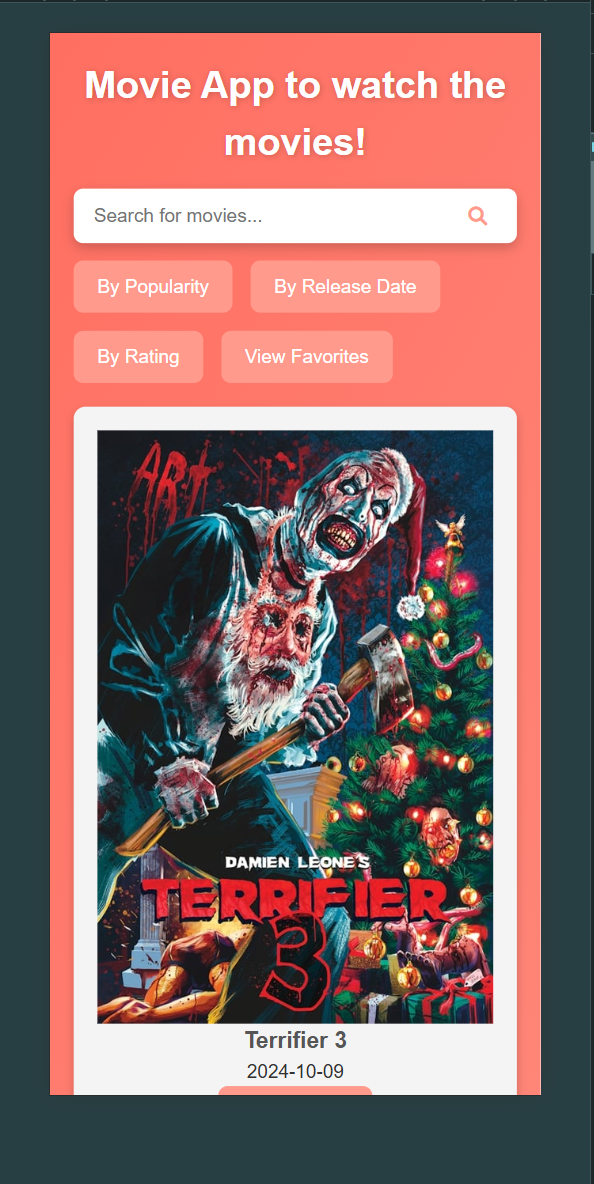 Movie App to watch the
movies!
Search for movies...
By Popularity
By Release Date
By Rating
View Favorites
ART
DAMIEN LEONE'S
TERRIFIER
3
Terrifier 3
2024-10-09